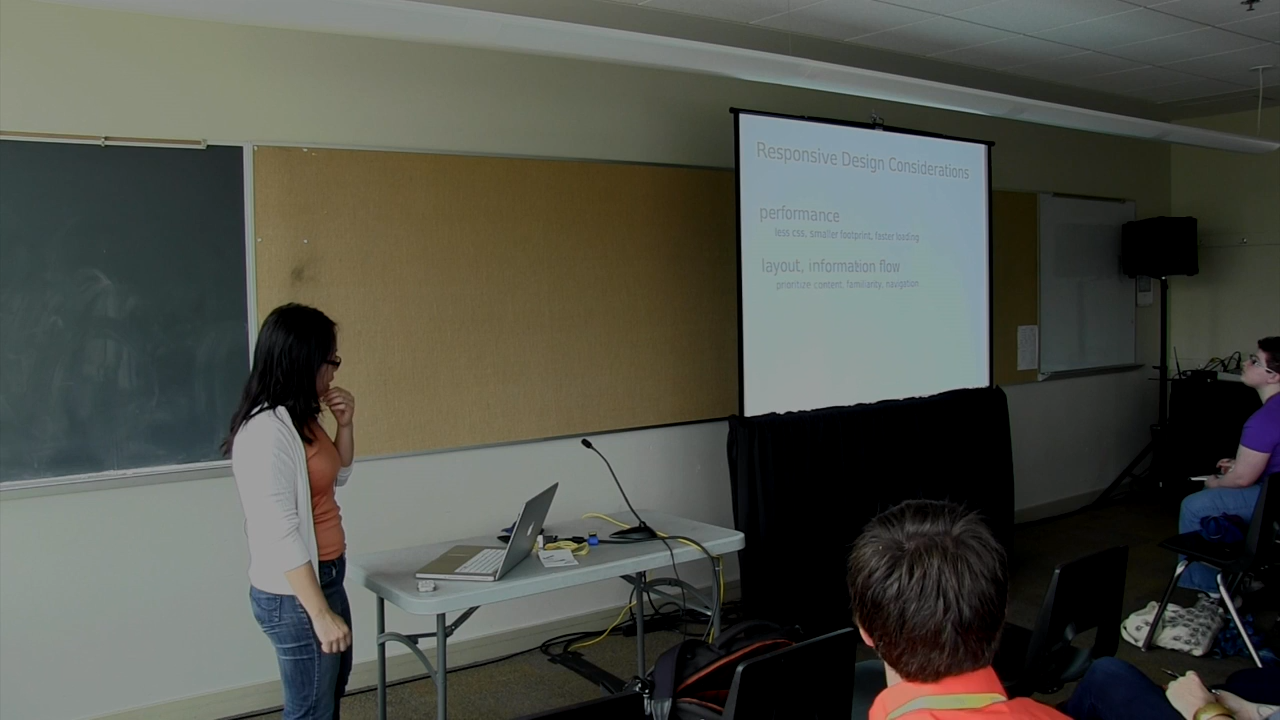 Responsive Design Considerations
performance
less css, smaller footprint, faster loading
layout, information flow
prioritize content, familiarity, navigation